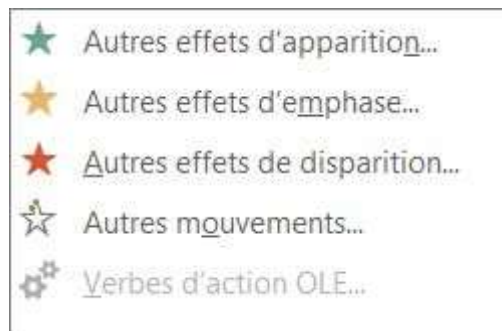 Autres effets d'apparition...
Autres effets d'emphase...
Autres effets de disparition...
Autres mouvements...
Verbes d'action OLE...